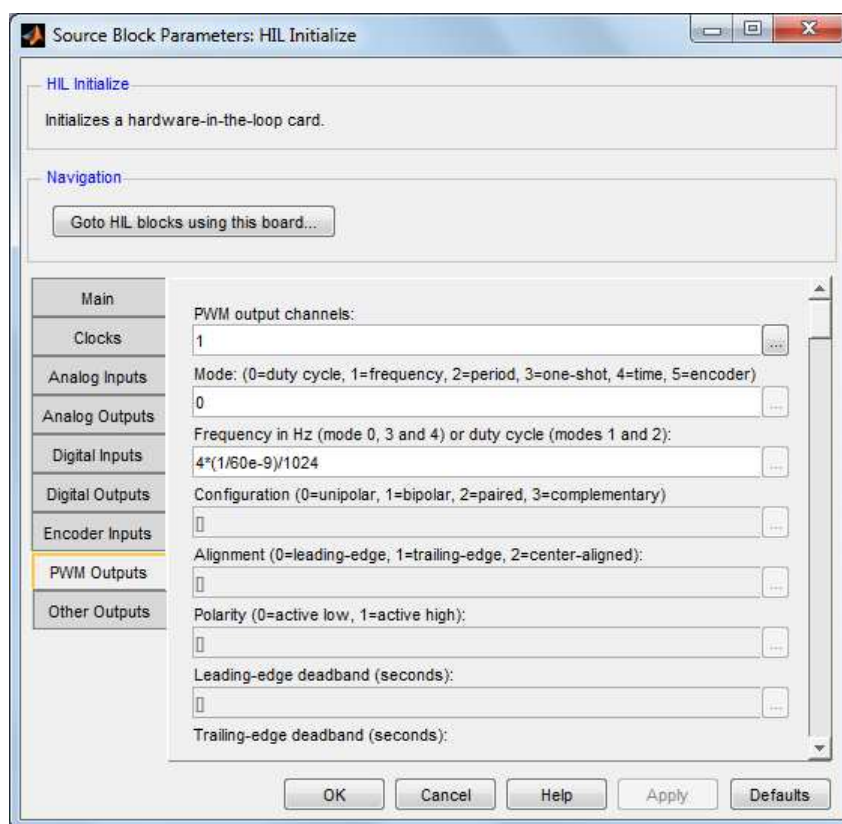 Source Block Parameters: HIL Initialize
HIL Initialize
Initializes a hardware-in-the-loop card.
Navigation
Goto HIL blocks using this board...
Main
Clocks
Analog Inputs
Analog Outputs
Digital Inputs
Digital Outputs
Encoder Inputs
PWM Outputs
Other Outputs
PWM output channels:
1
...
Mode: (0=duty cycle, 1=frequency, 2=period, 3=one-shot, 4=time, 5=encoder)
0
...
Frequency in Hz (mode 0, 3 and 4) or duty cycle (modes 1 and 2):
4*(1/60e-9)/1024
...
Configuration (0=unipolar, 1=bipolar, 2=paired, 3=complementary)
[]
...
Alignment (0=leading-edge, 1=trailing-edge, 2=center-aligned):
[]
...
Polarity (0=active low, 1=active high):
[]
...
Leading-edge deadband (seconds):
[]
...
Trailing-edge deadband (seconds):
OK
Cancel
Help
Apply
Defaults